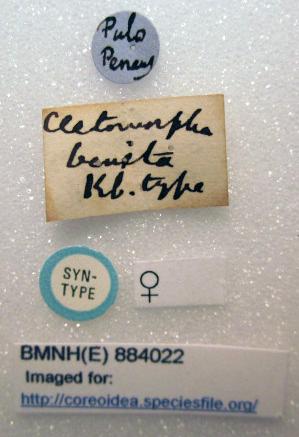 Pulo
Penang
Cletomorpha
benita
Kb. type
SYN-
TYPE
♀
BMNH(E) 884022
Imaged for:
http://coreoidea.speciesfile.org/